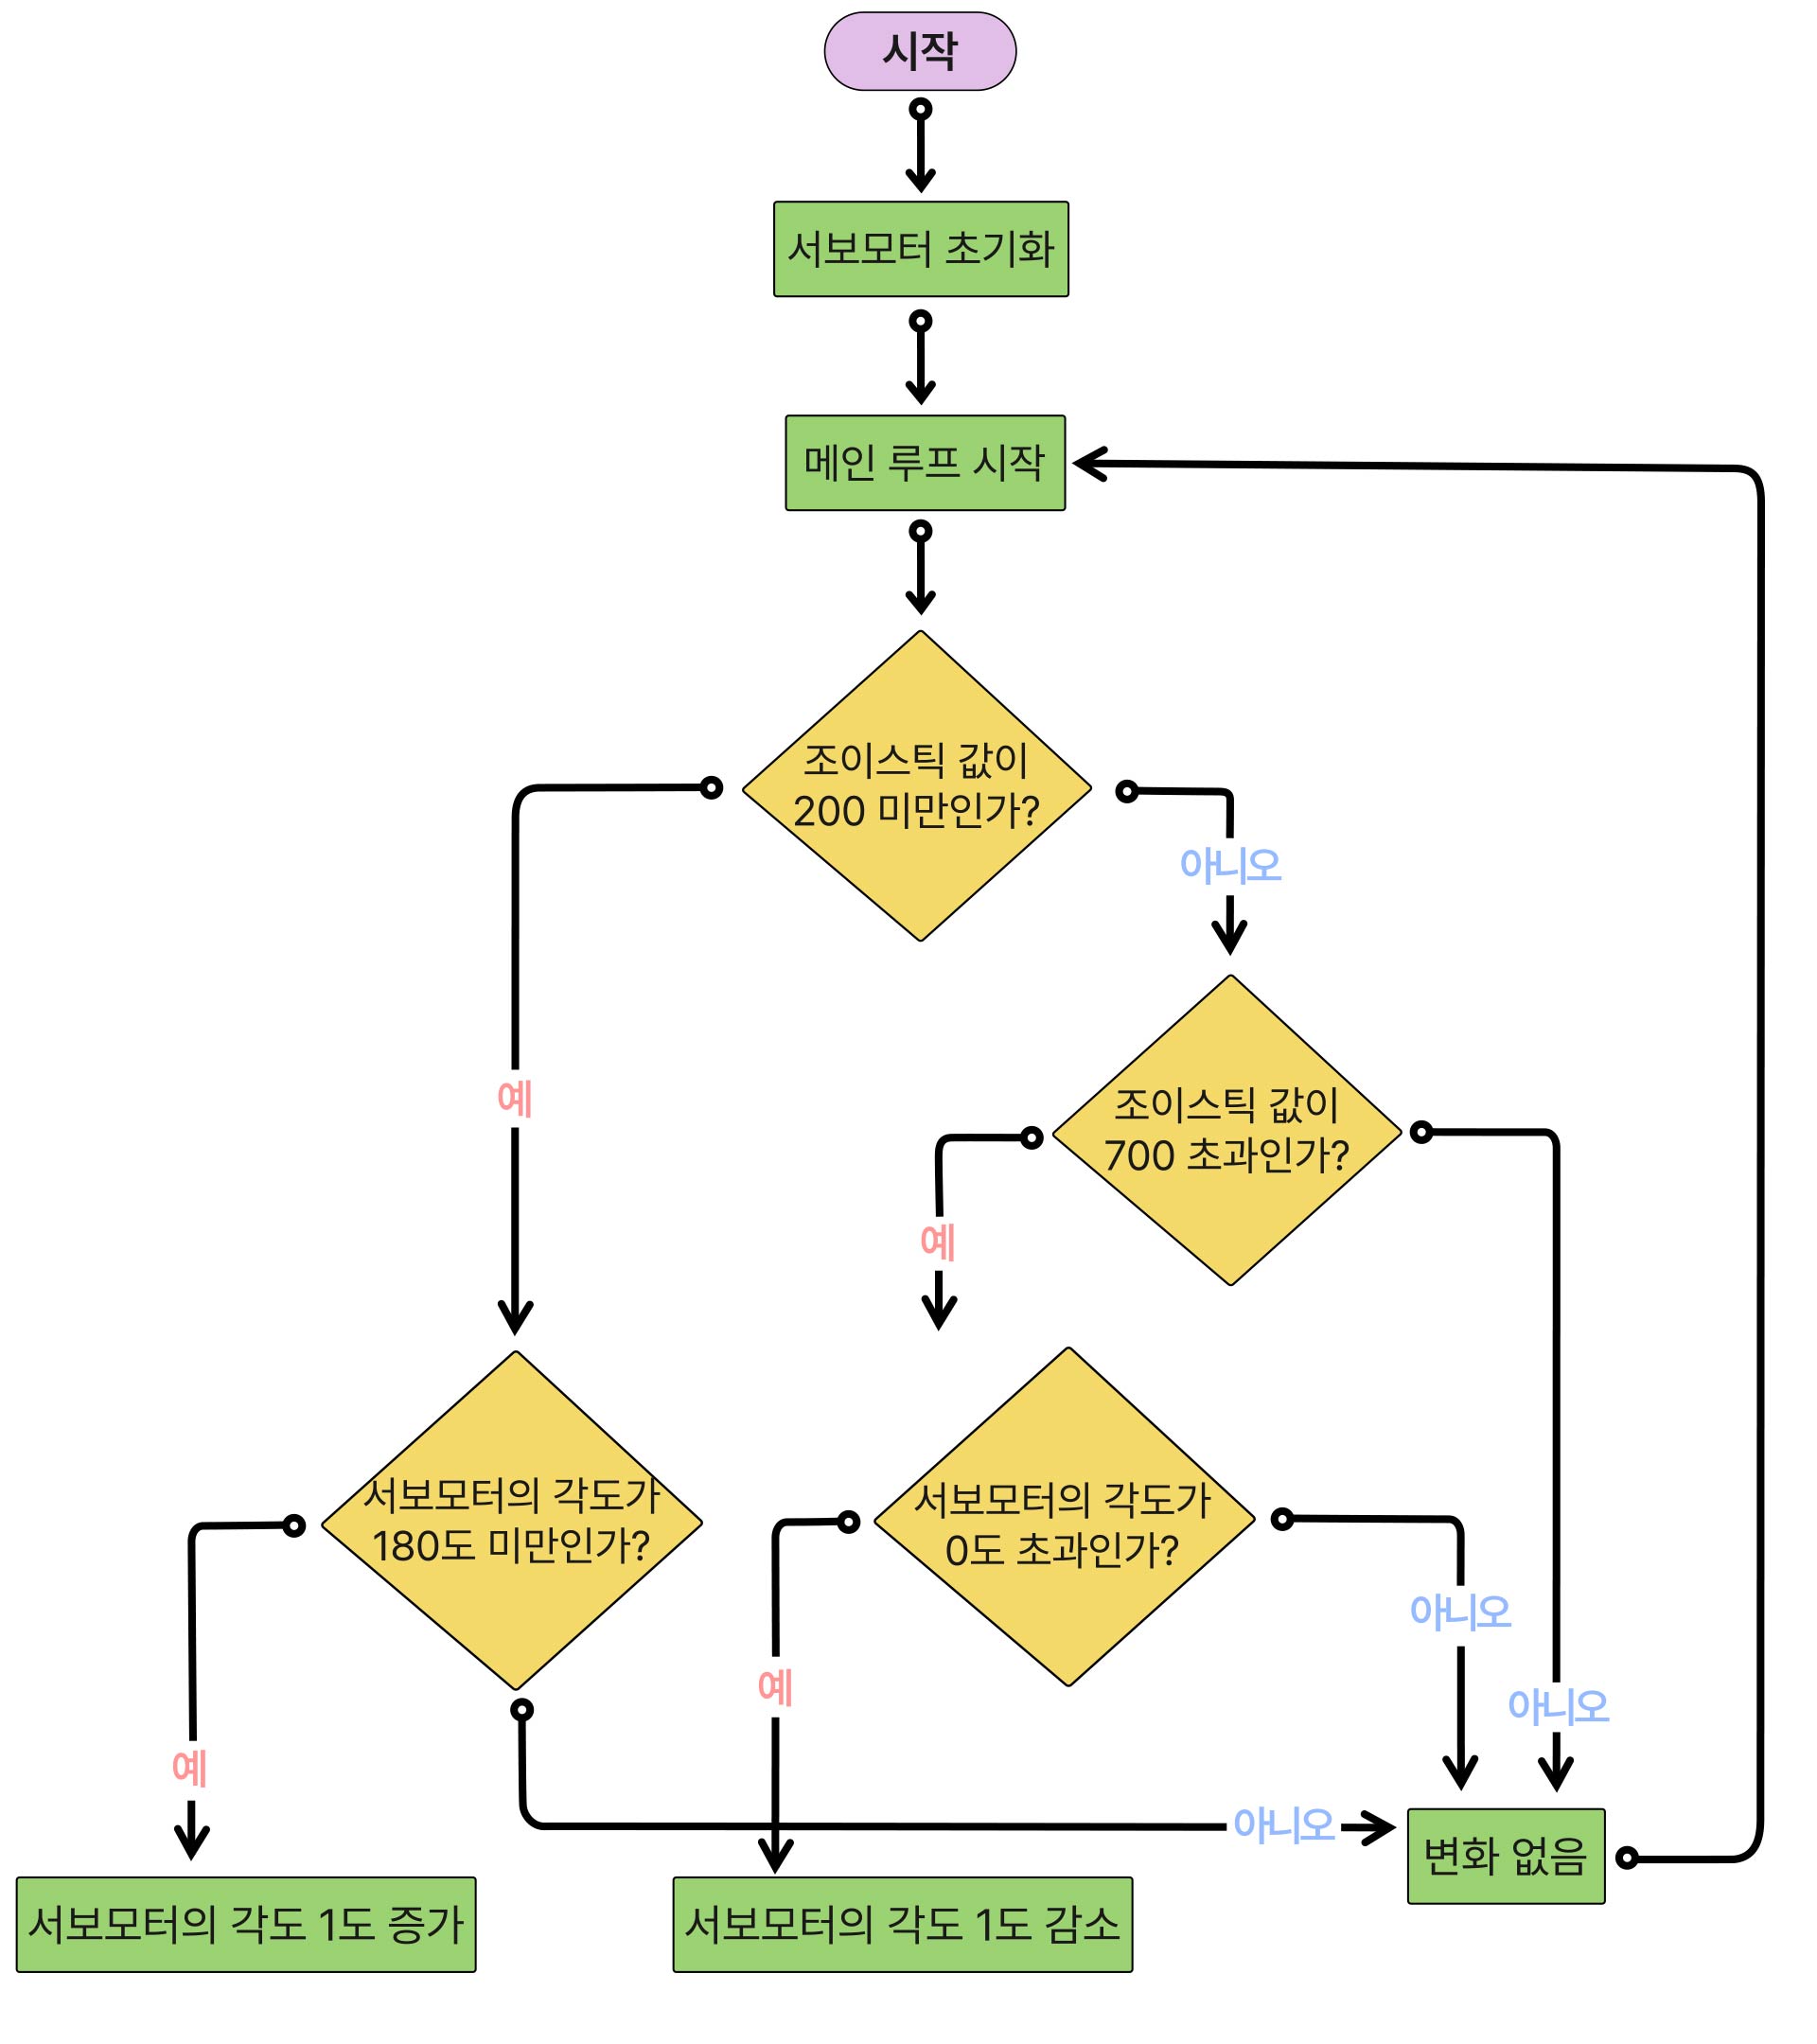 시작
서보모터 초기화
메인 루프 시작
조이스틱 값이
200 미만인가?
아니오
예
조이스틱 값이
700 초과인가?
예
서보모터의 각도가
180도 미만인가?
서보모터의 각도가
0도 초과인가?
아니오
예
아니오
예
아니오
변화 없음
서보모터의 각도 1도 증가
서보모터의 각도 1도 감소